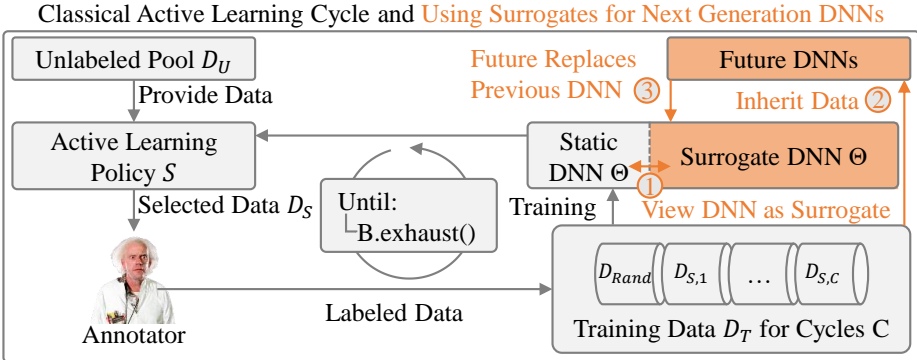 Classical Active Learning Cycle and Using Surrogates for Next Generation DNNs
Unlabeled Pool D_U
Provide Data
Active Learning
Policy S
Selected Data D_S
Annotator
Until:
B.exhaust()
Labeled Data
Future Replaces
Previous DNN 3
Future DNNs
Inherit Data 2
Static
DNN Θ
Surrogate DNN Θ
1
Training
View DNN as Surrogate
D_Rand
D_S,1
...
D_S,C
Training Data D_T for Cycles C